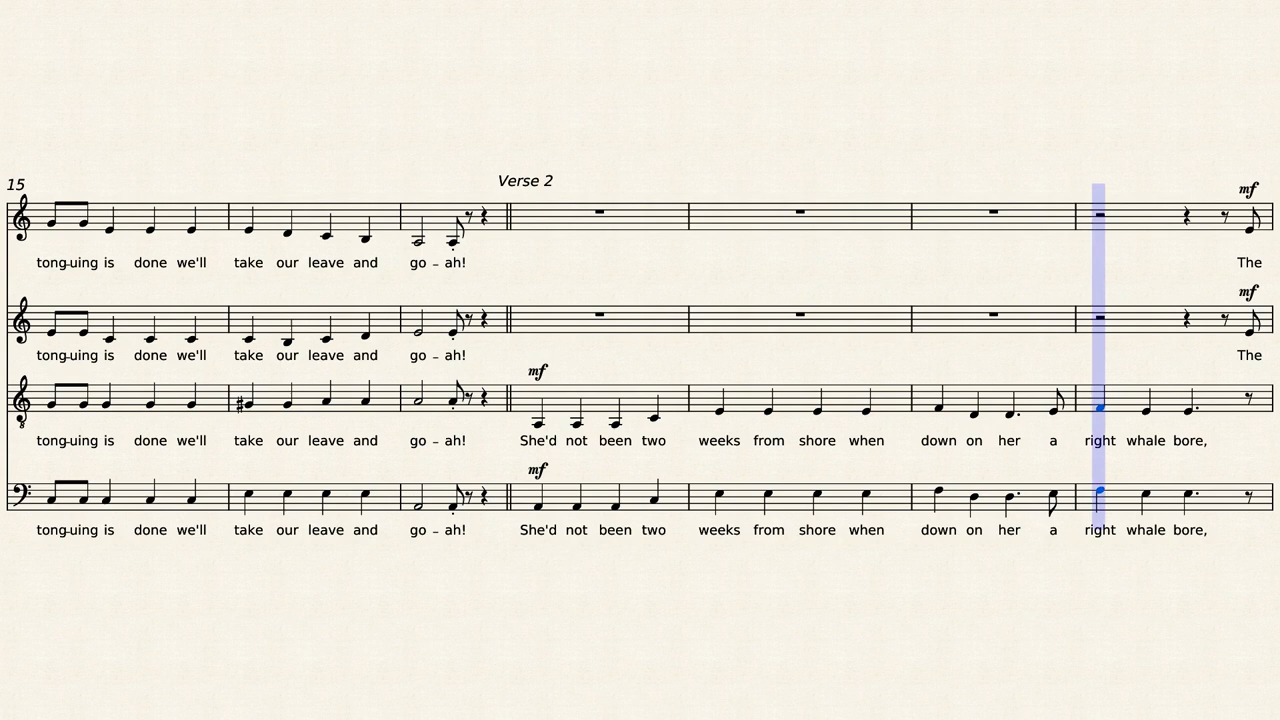 15
Verse 2
mf
tong-uing is done we'll take our leave and go - ah! The
mf
tong-uing is done we'll take our leave and go - ah! The
mf
tong-uing is done we'll take our leave and go - ah! She'd not been two weeks from shore when down on her a right whale bore,
mf
tong-uing is done we'll take our leave and go - ah! She'd not been two weeks from shore when down on her a right whale bore,